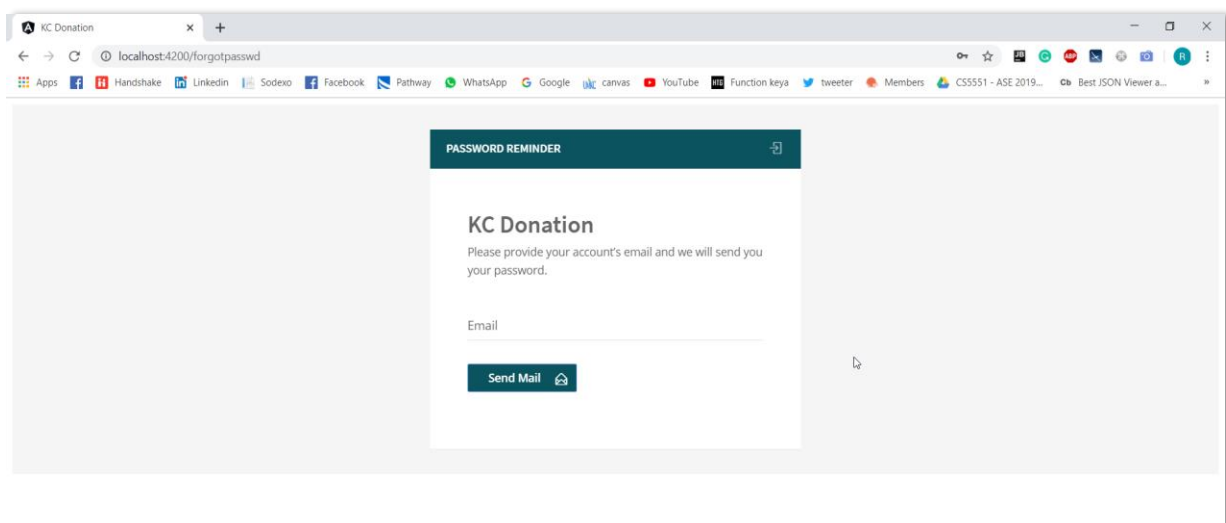 KC Donation
localhost:4200/forgotpasswd
R
Apps Handshake Linkedin Sodexo Facebook Pathway WhatsApp Google canvas YouTube Function keya tweeter Members CS5551 - ASE 2019... Cb Best JSON Viewer a... »
PASSWORD REMINDER
KC Donation
Please provide your account's email and we will send you
your password.
Email
Send Mail